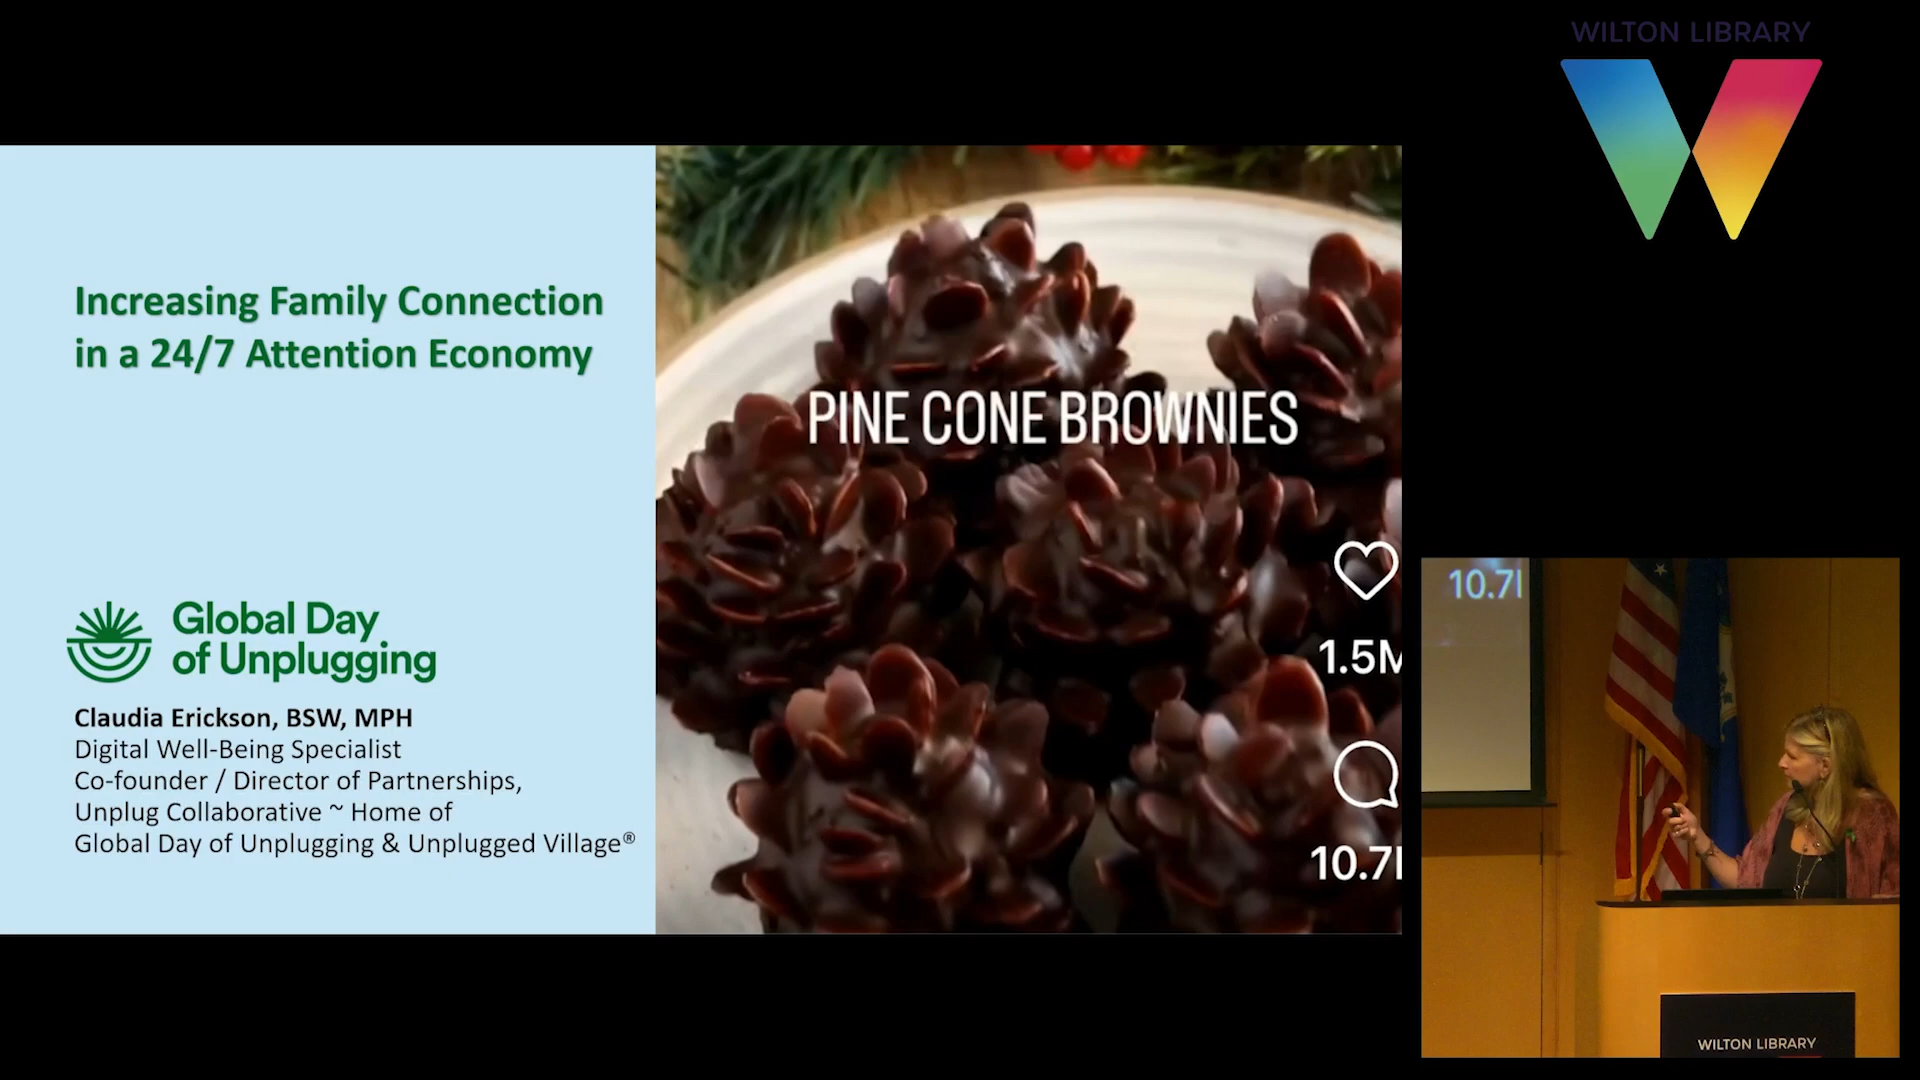 WILTON LIBRARY
Increasing Family Connection
in a 24/7 Attention Economy
Global Day
of Unplugging
Claudia Erickson, BSW, MPH
Digital Well-Being Specialist
Co-founder / Director of Partnerships,
Unplug Collaborative ~ Home of
Global Day of Unplugging & Unplugged Village®
PINE CONE BROWNIES
1.5M
10.7
10.7
WILTON LIBRARY